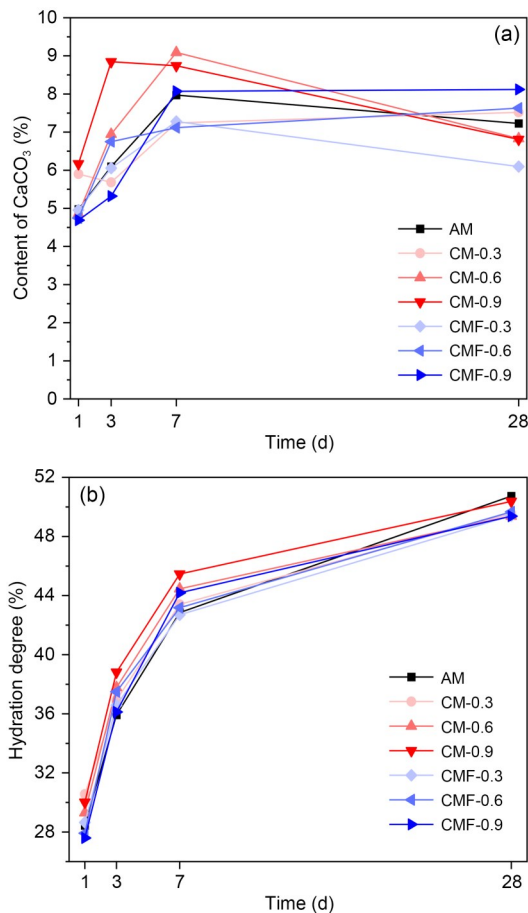 (a)
Content of CaCO₃ (%)
10
9
8
7
6
5
4
3
2
1
0
AM
CM-0.3
CM-0.6
CM-0.9
CMF-0.3
CMF-0.6
CMF-0.9
1 3 7 28
Time (d)
(b)
Hydration degree (%)
52
48
44
40
36
32
28
AM
CM-0.3
CM-0.6
CM-0.9
CMF-0.3
CMF-0.6
CMF-0.9
1 3 7 28
Time (d)